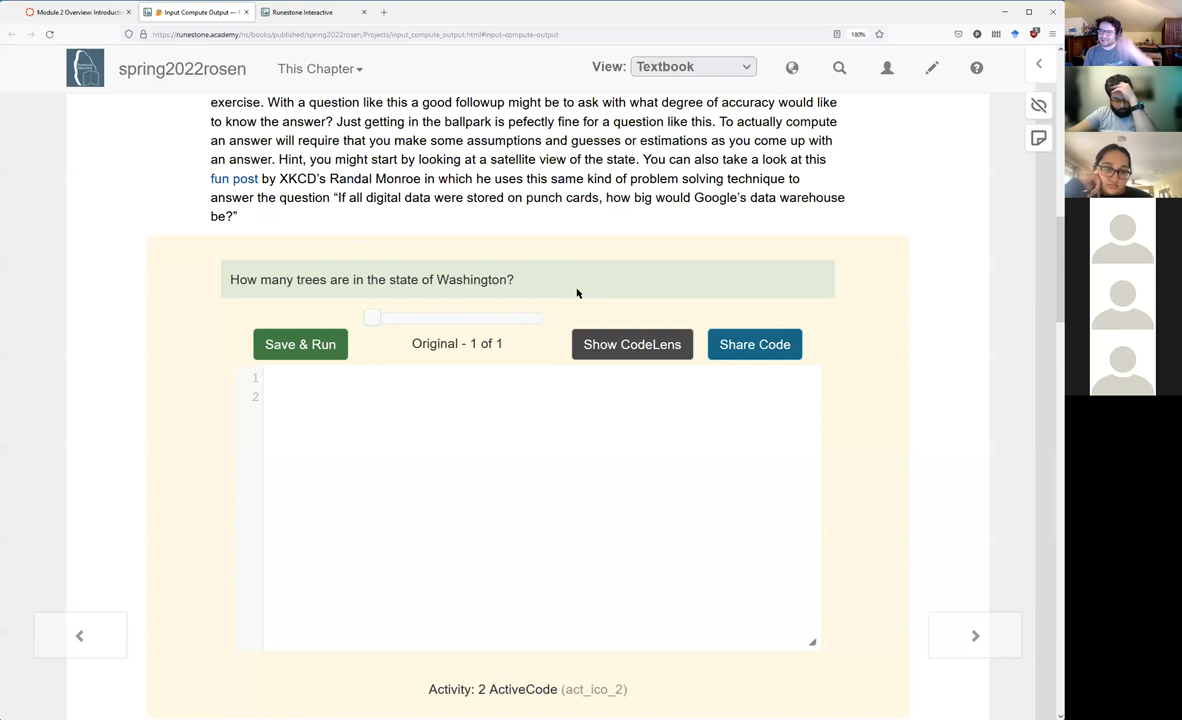 Module 2 Overview: Introducti
Input Compute Output —
Runestone Interactive
https://runestone.academy/ns/books/published/spring2022rosen/Projects/input_compute_output.html#input-compute-output
180%
spring2022rosen
This Chapter
View:
Textbook
exercise. With a question like this a good followup might be to ask with what degree of accuracy would like
to know the answer? Just getting in the ballpark is pefectly fine for a question like this. To actually compute
an answer will require that you make some assumptions and guesses or estimations as you come up with
an answer. Hint, you might start by looking at a satellite view of the state. You can also take a look at this
fun post by XKCD’s Randal Monroe in which he uses this same kind of problem solving technique to
answer the question “If all digital data were stored on punch cards, how big would Google’s data warehouse
be?”
How many trees are in the state of Washington?
Save & Run
Original - 1 of 1
Show CodeLens
Share Code
1
2
Activity: 2 ActiveCode (act_ico_2)